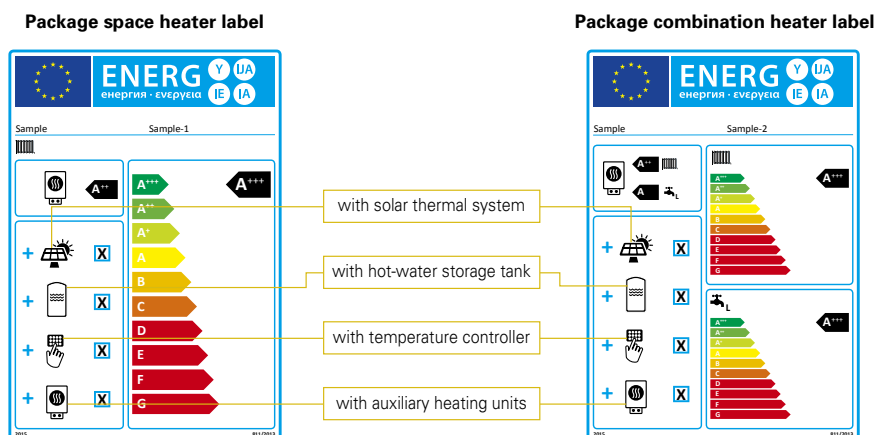 Package space heater label
ENERG Y IJA
енергия · ενεργεια IE IA
Sample Sample-1
A++
A+++
A+++
A++
A+
A
B
C
D
E
F
G
+ X
+ X
+ X
+ X
2015 811/2013
with solar thermal system
with hot-water storage tank
with temperature controller
with auxiliary heating units
Package combination heater label
ENERG Y IJA
енергия · ενεργεια IE IA
Sample Sample-2
A++
A L
+ X
+ X
+ X
+ X
A+++
A+++
A++
A+
A
B
C
D
E
F
G
L
A+++
A+++
A++
A+
A
B
C
D
E
F
G
2015 811/2013